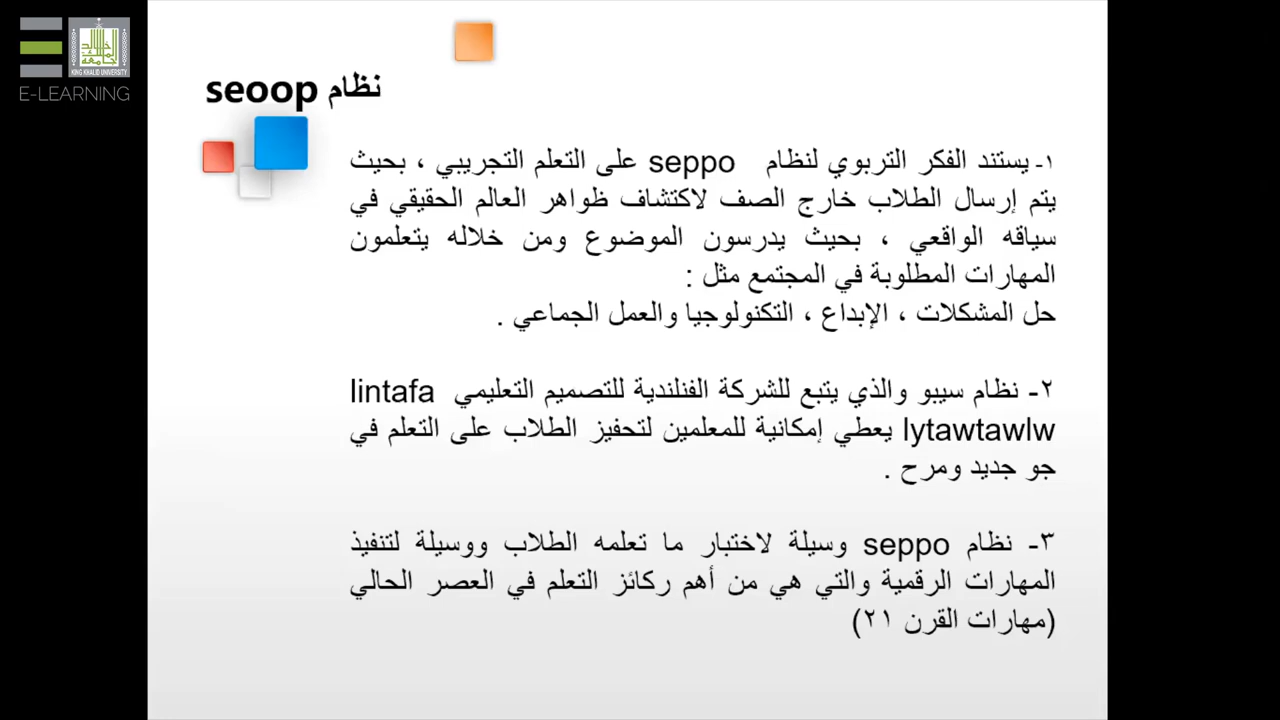 جامعة الملك خالد
KING KHALID UNIVERSITY
E-LEARNING
نظام seoop
١- يستند الفكر التربوي لنظام seppo على التعلم التجريبي ، بحيث
يتم إرسال الطلاب خارج الصف لاكتشاف ظواهر العالم الحقيقي في
سياقه الواقعي ، بحيث يدرسون الموضوع ومن خلاله يتعلمون
المهارات المطلوبة في المجتمع مثل :
حل المشكلات ، الإبداع ، التكنولوجيا والعمل الجماعي .
٢- نظام سيبو والذي يتبع للشركة الفنلندية للتصميم التعليمي lintafa
lytawtawlw يعطي إمكانية للمعلمين لتحفيز الطلاب على التعلم في
جو جديد ومرح .
٣- نظام seppo وسيلة لاختبار ما تعلمه الطلاب ووسيلة لتنفيذ
المهارات الرقمية والتي هي من أهم ركائز التعلم في العصر الحالي
(مهارات القرن ٢١)